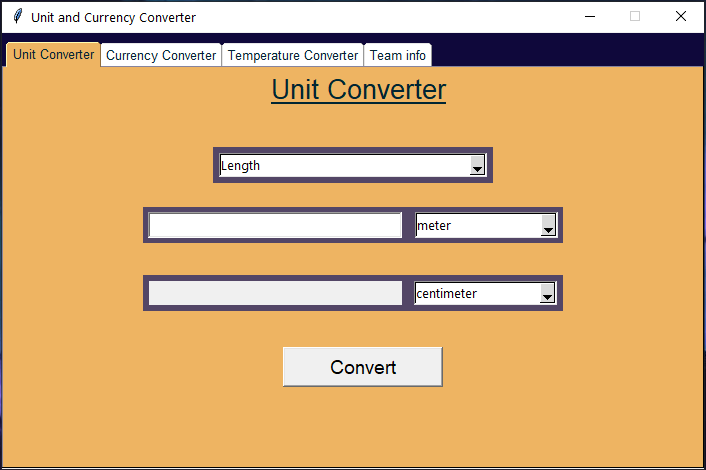 Unit and Currency Converter
Unit Converter Currency Converter Temperature Converter Team info
Unit Converter
Length
meter
centimeter
Convert